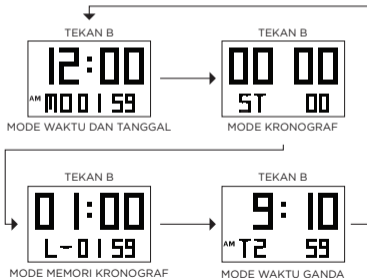 TEKAN B
12:00
AM MO 01 59
MODE WAKTU DAN TANGGAL
TEKAN B
00 00
ST 00
MODE KRONOGRAF
TEKAN B
01:00
L-01 59
MODE MEMORI KRONOGRAF
TEKAN B
9:10
AM T2 59
MODE WAKTU GANDA